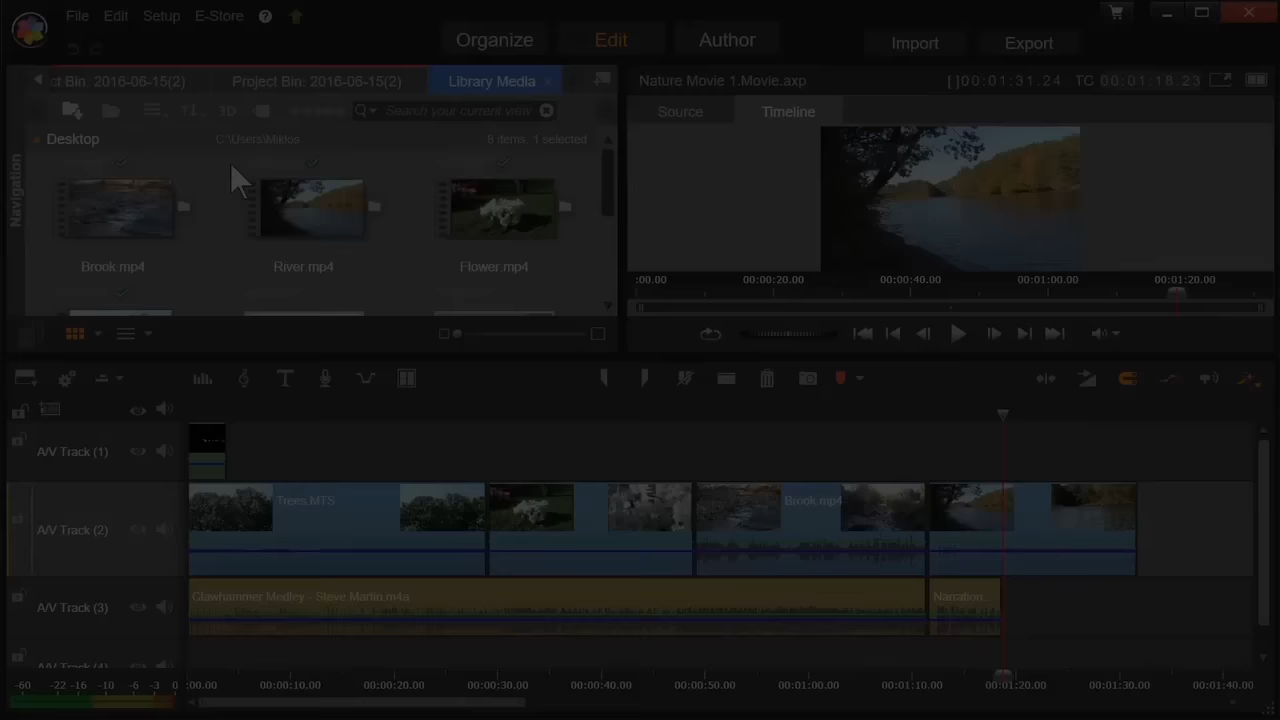 File Edit Setup E-Store ?
Organize Edit Author Import Export
ct Bin: 2016-06-15(2) Project Bin: 2016-06-15(2) Library Media ×
Nature Movie 1.Movie.axp []00:01:31.24 TC 00:01:18.23
3D Search your current view
Source Timeline
Desktop C:\Users\Miklos 6 items, 1 selected
Navigation
Brook.mp4 River.mp4 Flower.mp4
:00.00 00:00:20.00 00:00:40.00 00:01:00.00 00:01:20.00
A/V Track (1)
Trees.MTS Brook.mp4
A/V Track (2)
Clawhammer Medley - Steve Martin.m4a Narration...
A/V Track (3)
A/V Track (4)
-60 -22 -16 -10 -6 -3 0 :00.00 00:00:10.00 00:00:20.00 00:00:30.00 00:00:40.00 00:00:50.00 00:01:00.00 00:01:10.00 00:01:20.00 00:01:30.00 00:01:40.00